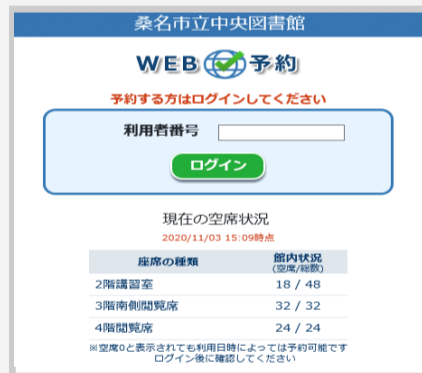 桑名市立中央図書館
WEB予約
予約する方はログインしてください
利用者番号
ログイン
現在の空席状況
2020/11/03 15:09時点
座席の種類 館内状況
(空席/総数)
2階講習室 18 / 48
3階南側閲覧席 32 / 32
4階閲覧席 24 / 24
※空席0と表示されても利用日時によっては予約可能です
ログイン後に確認してください